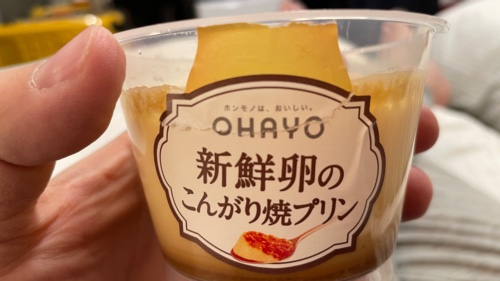 ホンモノは、おいしい。
OHAYO
新鮮卵の
こんがり焼プリン